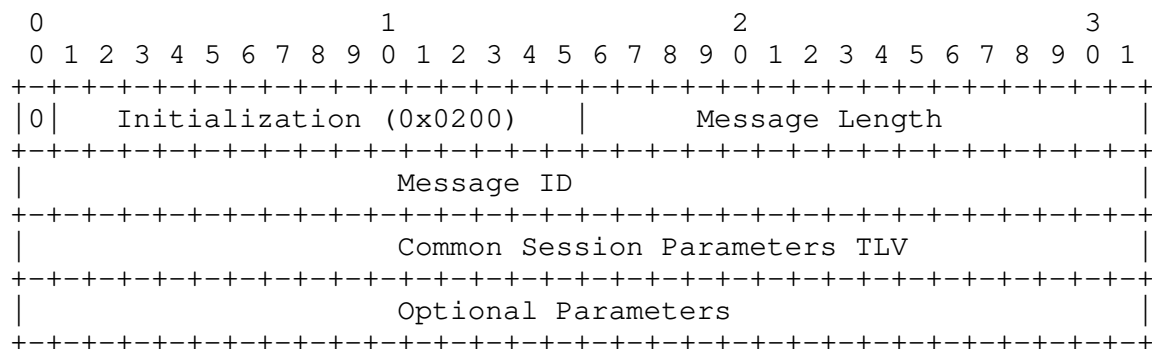 0                   1                   2                   3
 0 1 2 3 4 5 6 7 8 9 0 1 2 3 4 5 6 7 8 9 0 1 2 3 4 5 6 7 8 9 0 1
+-+-+-+-+-+-+-+-+-+-+-+-+-+-+-+-+-+-+-+-+-+-+-+-+-+-+-+-+-+-+-+-+
|0|   Initialization (0x0200)   |      Message Length           |
+-+-+-+-+-+-+-+-+-+-+-+-+-+-+-+-+-+-+-+-+-+-+-+-+-+-+-+-+-+-+-+-+
|                     Message ID                                |
+-+-+-+-+-+-+-+-+-+-+-+-+-+-+-+-+-+-+-+-+-+-+-+-+-+-+-+-+-+-+-+-+
|                     Common Session Parameters TLV             |
+-+-+-+-+-+-+-+-+-+-+-+-+-+-+-+-+-+-+-+-+-+-+-+-+-+-+-+-+-+-+-+-+
|                     Optional Parameters                       |
+-+-+-+-+-+-+-+-+-+-+-+-+-+-+-+-+-+-+-+-+-+-+-+-+-+-+-+-+-+-+-+-+